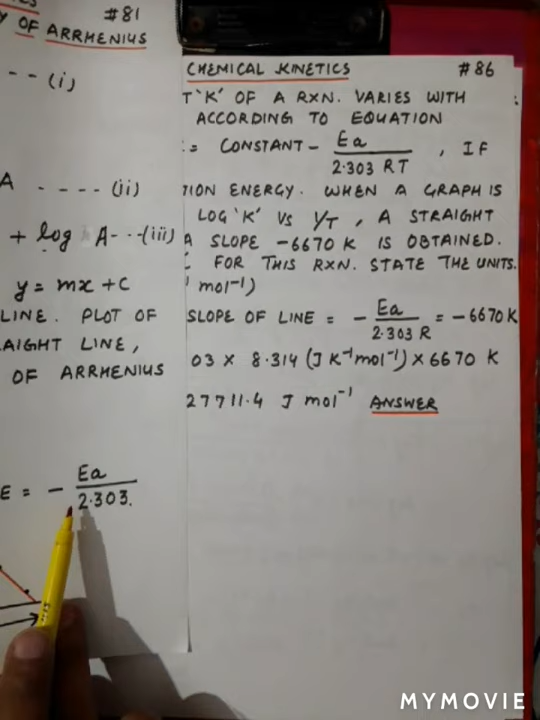 #81
OF ARRHENIUS
-- (i)
A ---- (ii)
+ log A --- (iii)
y = mx + c
LINE. PLOT OF
AIGHT LINE,
OF ARRHENIUS
E = - Ea
2.303.
CHEMICAL KINETICS #86
T 'K' OF A RXN. VARIES WITH
ACCORDING TO EQUATION
= CONSTANT - Ea , IF
2.303 RT
ION ENERGY. WHEN A GRAPH IS
LOG 'K' VS 1/T, A STRAIGHT
A SLOPE -6670 K IS OBTAINED.
FOR THIS RXN. STATE THE UNITS.
mol⁻¹)
SLOPE OF LINE = - Ea = - 6670 K
2.303 R
03 × 8.314 (J K⁻¹ mol⁻¹) × 6670 K
27711.4 J mol⁻¹ ANSWER
MYMOVIE